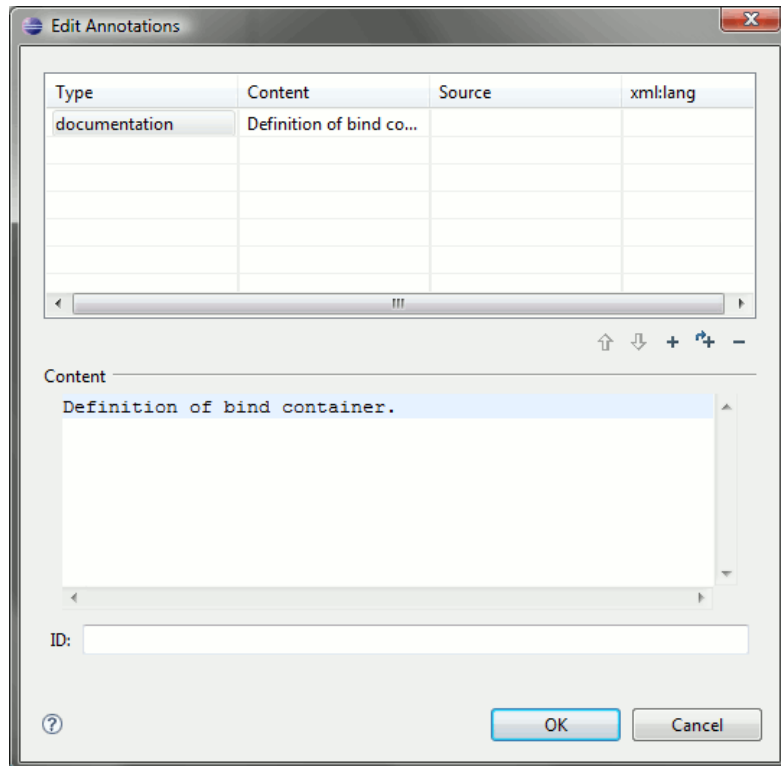 Edit Annotations
Type Content Source xml:lang
documentation Definition of bind co...
Content
Definition of bind container.
ID:
OK Cancel